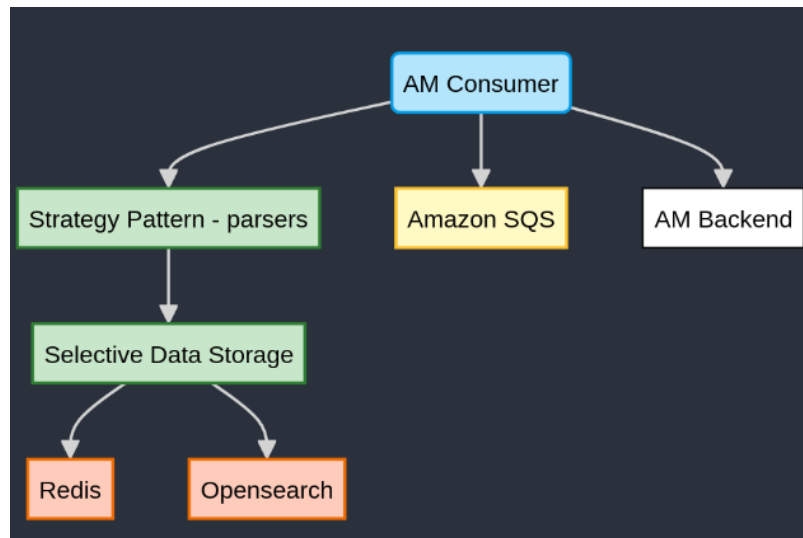 AM Consumer
Strategy Pattern - parsers
Amazon SQS
AM Backend
Selective Data Storage
Redis
Opensearch